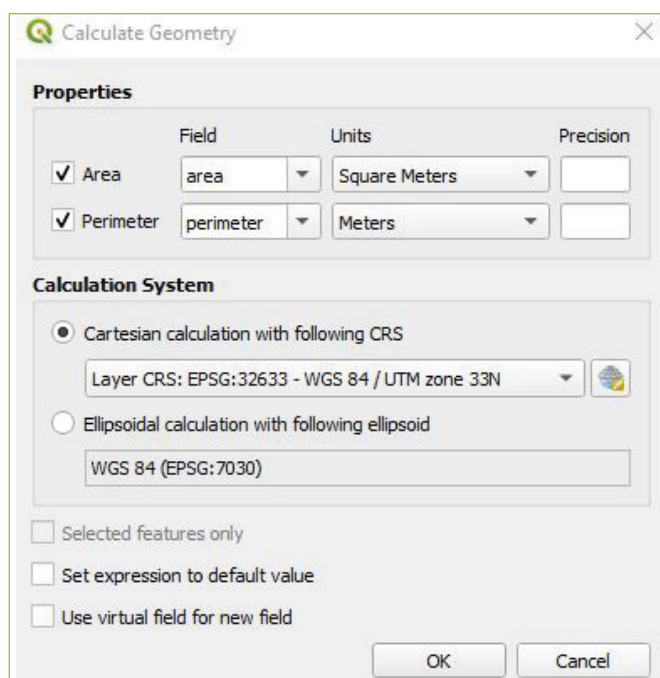 Calculate Geometry
Properties
Field Units Precision
Area area Square Meters
Perimeter perimeter Meters
Calculation System
Cartesian calculation with following CRS
Layer CRS: EPSG:32633 - WGS 84 / UTM zone 33N
Ellipsoidal calculation with following ellipsoid
WGS 84 (EPSG:7030)
Selected features only
Set expression to default value
Use virtual field for new field
OK Cancel